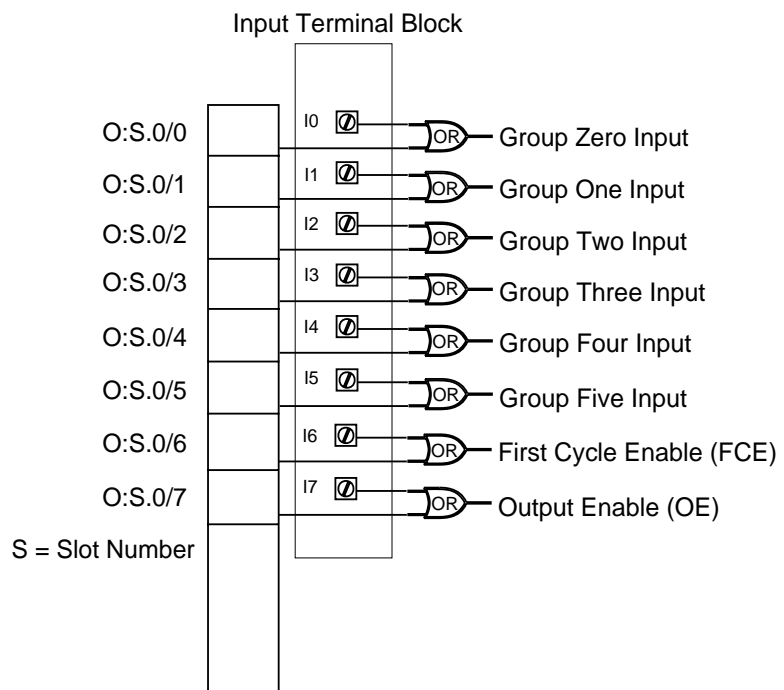 Input Terminal Block
O:S.0/0 I0 OR Group Zero Input
O:S.0/1 I1 OR Group One Input
O:S.0/2 I2 OR Group Two Input
O:S.0/3 I3 OR Group Three Input
O:S.0/4 I4 OR Group Four Input
O:S.0/5 I5 OR Group Five Input
O:S.0/6 I6 OR First Cycle Enable (FCE)
O:S.0/7 I7 OR Output Enable (OE)
S = Slot Number